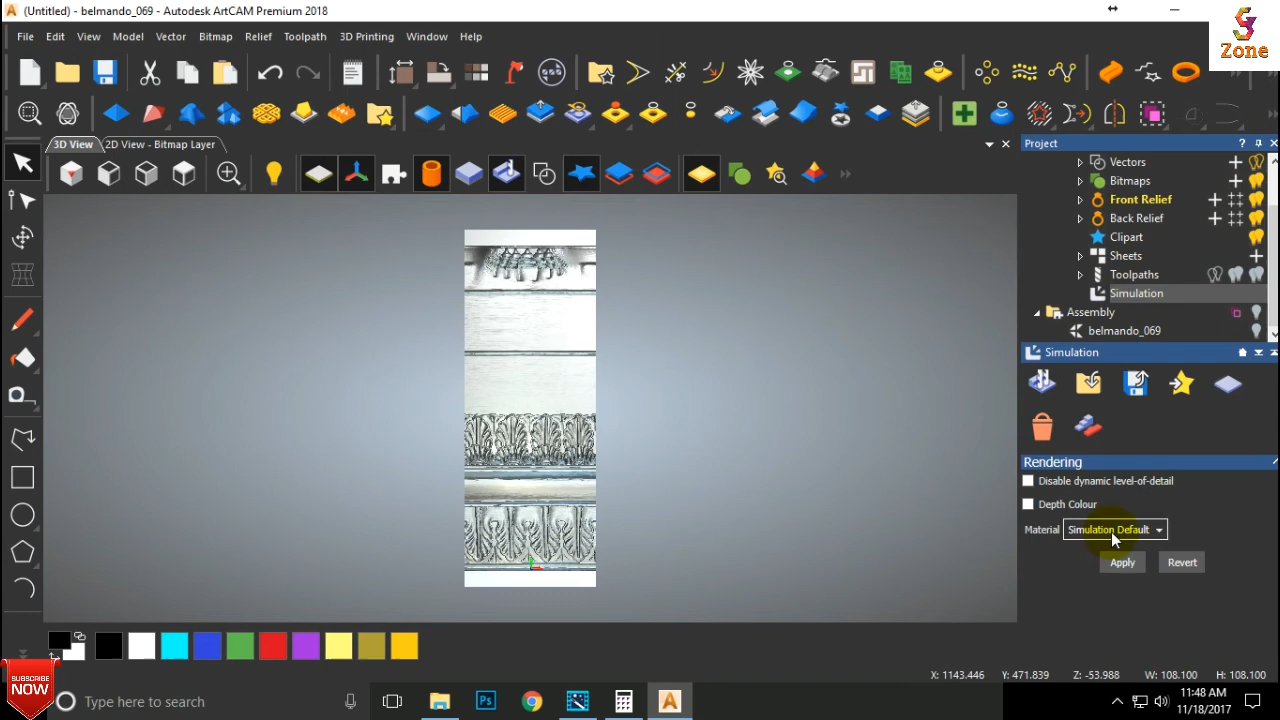 (Untitled) - belmando_069 - Autodesk ArtCAM Premium 2018
Zone
File Edit View Model Vector Bitmap Relief Toolpath 3D Printing Window Help
3D View 2D View - Bitmap Layer
Project
Vectors
Bitmaps
Front Relief
Back Relief
Clipart
Sheets
Toolpaths
Simulation
Assembly
belmando_069
Simulation
Rendering
Disable dynamic level-of-detail
Depth Colour
Material Simulation Default
Apply Revert
X: 1143.446 Y: 471.839 Z: -53.988 W: 108.100 H: 108.100
SUBSCRIBE
NOW
Type here to search
11:48 AM
11/18/2017